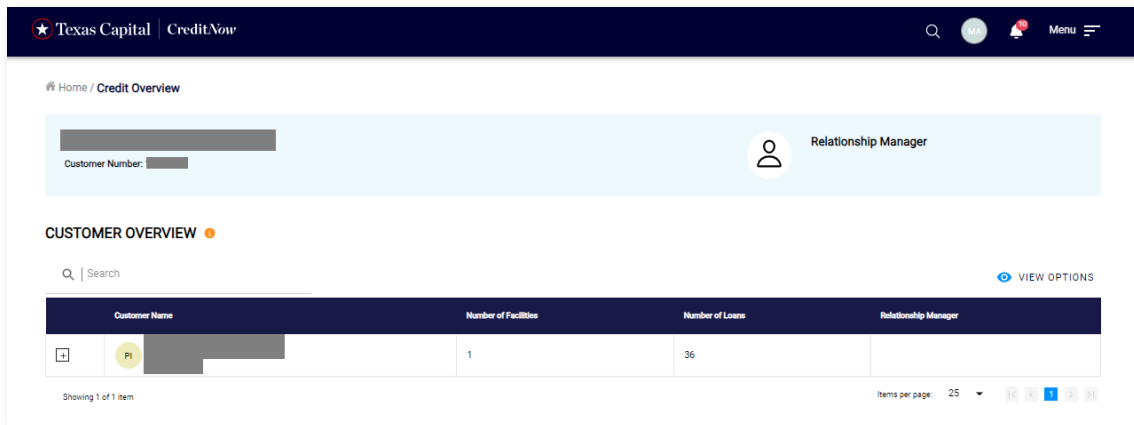 Texas Capital | CreditNow
MA
10
Menu
Home / Credit Overview
Customer Number:
Relationship Manager
CUSTOMER OVERVIEW
Search
VIEW OPTIONS
Customer Name Number of Facilities Number of Loans Relationship Manager
PI 1 36
Showing 1 of 1 item
Items per page: 25 1